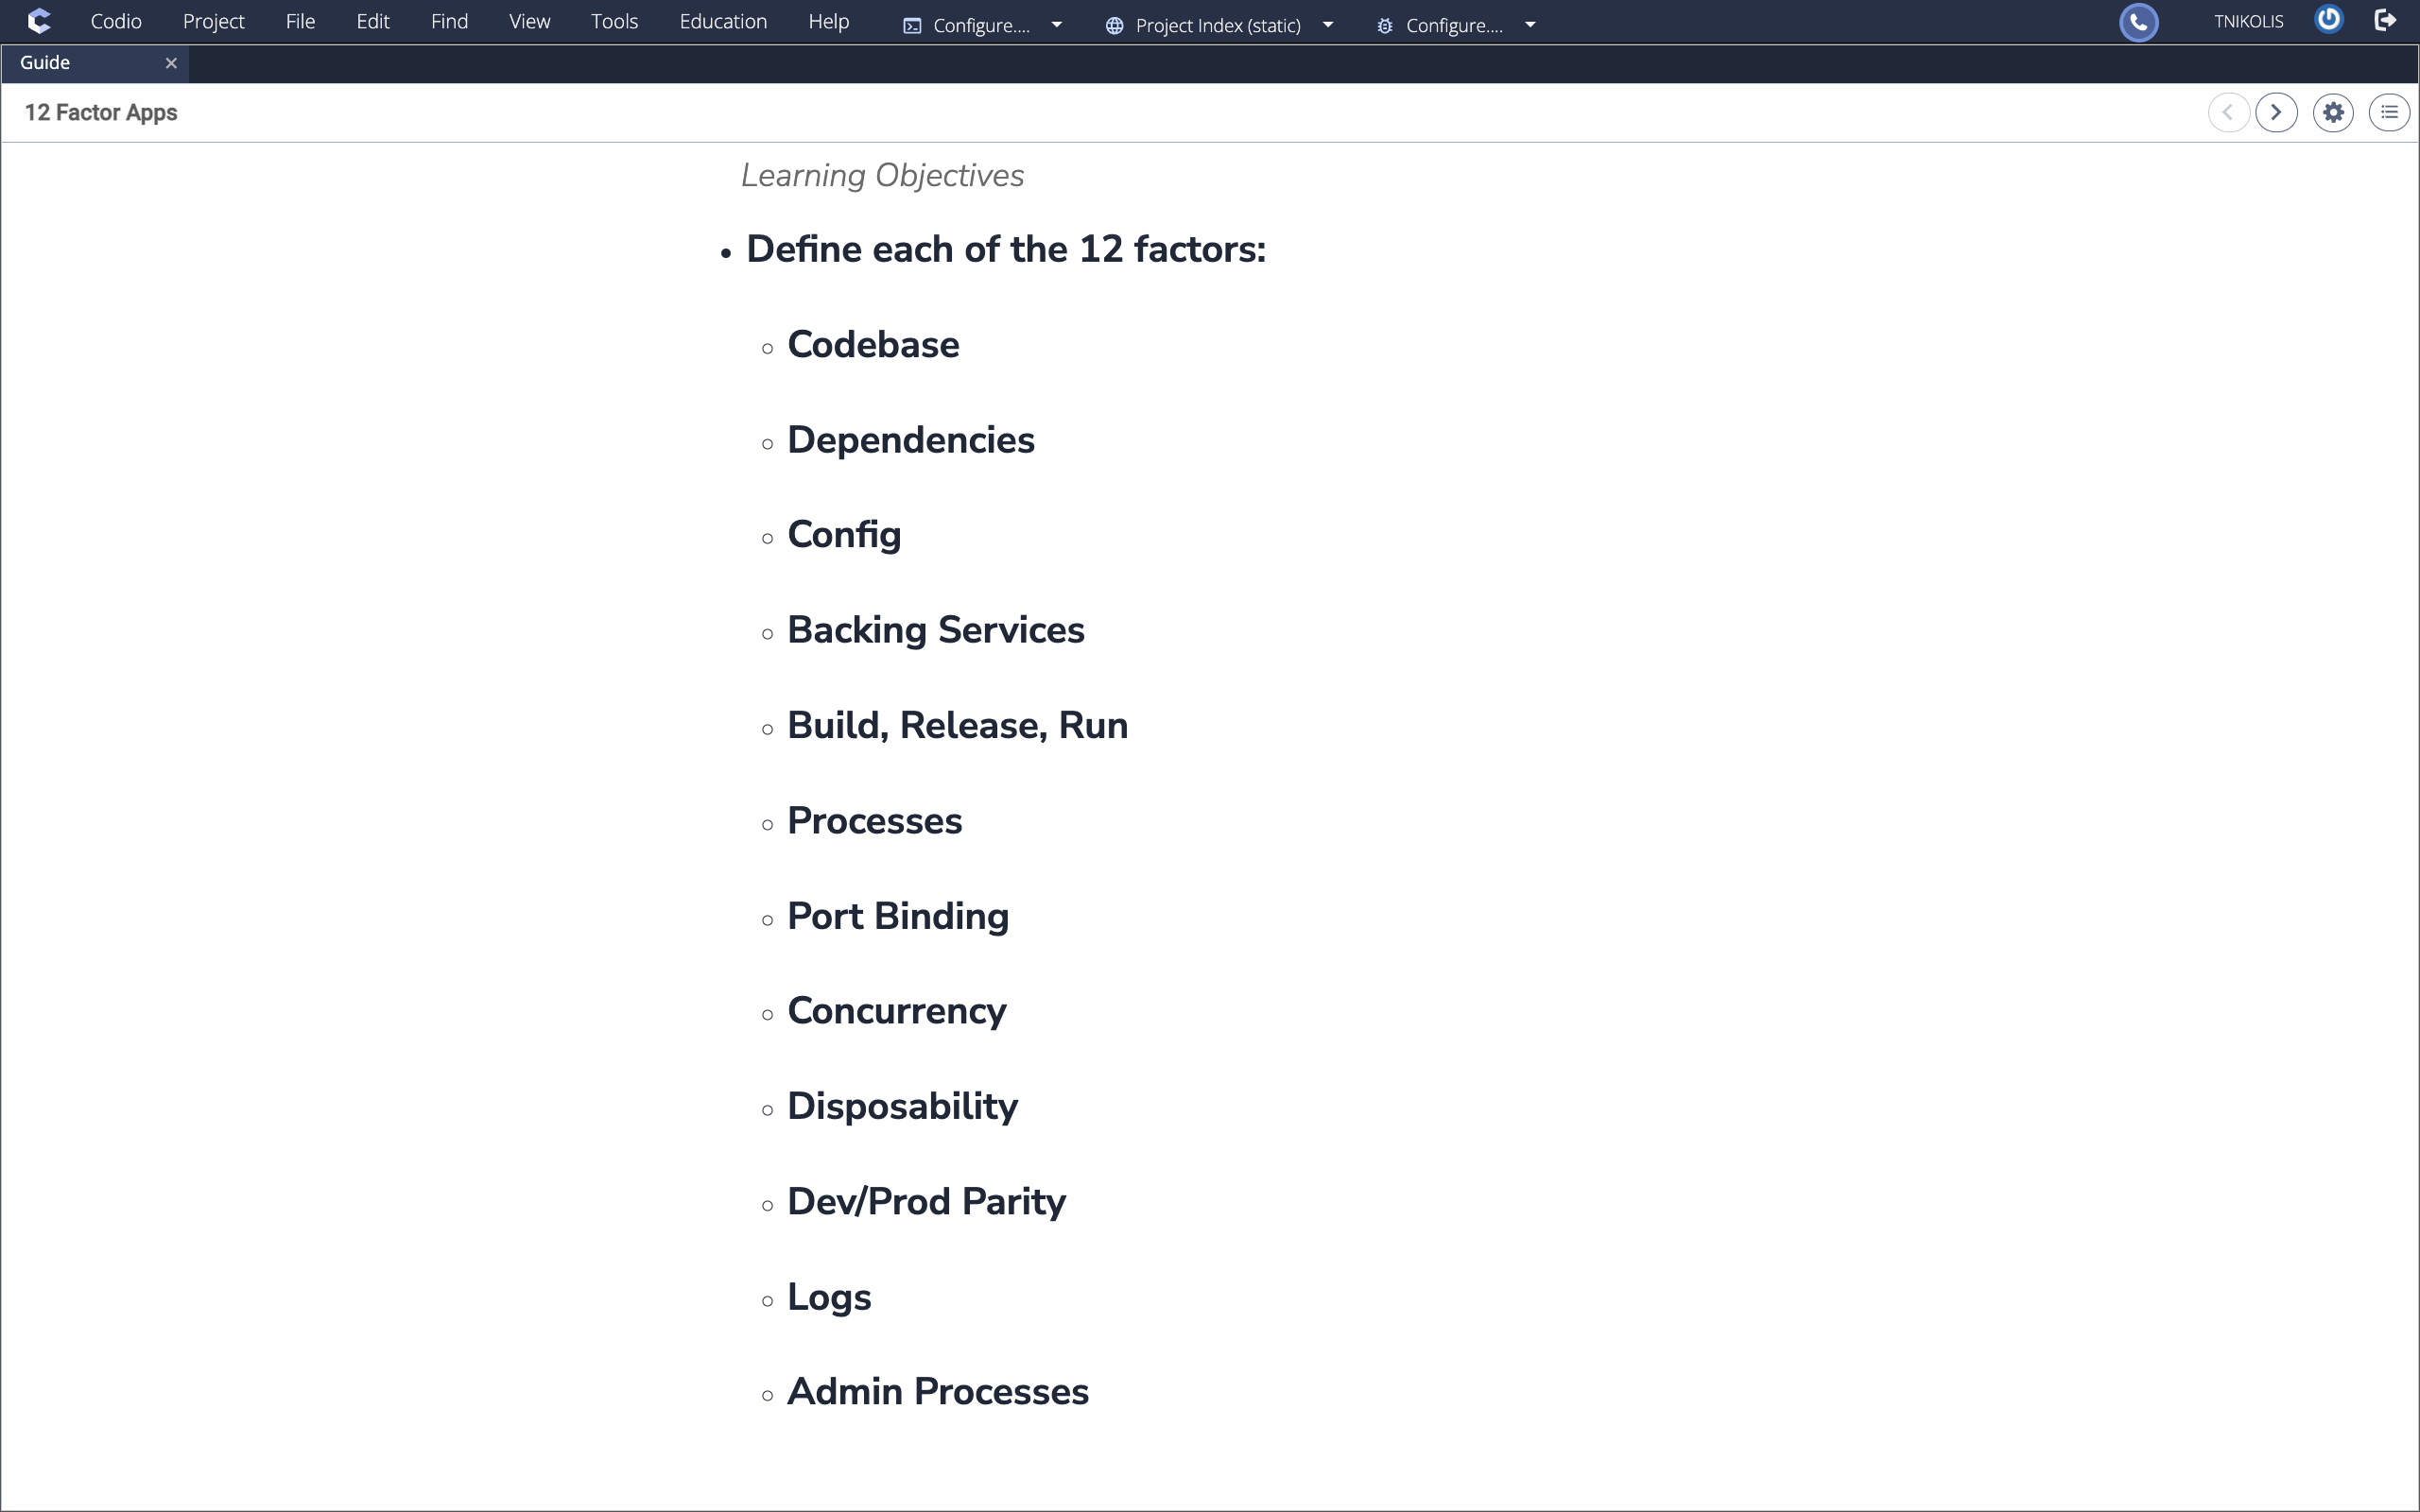 Codio Project File Edit Find View Tools Education Help Configure.... Project Index (static) Configure.... TNIKOLIS
Guide
12 Factor Apps
Learning Objectives
Define each of the 12 factors:
Codebase
Dependencies
Config
Backing Services
Build, Release, Run
Processes
Port Binding
Concurrency
Disposability
Dev/Prod Parity
Logs
Admin Processes